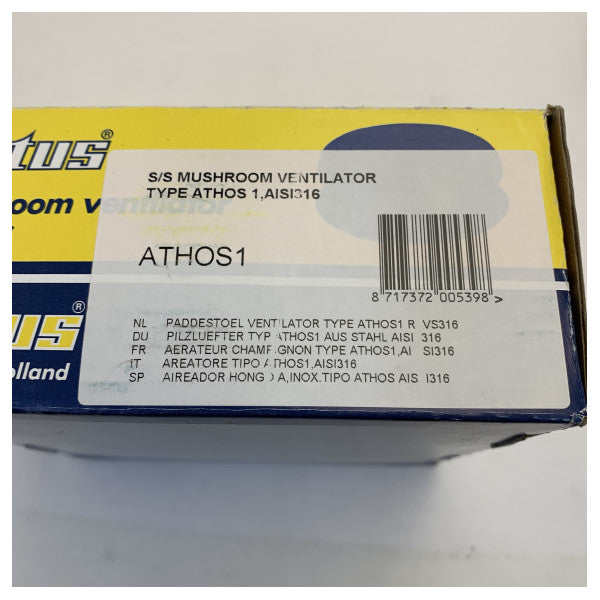 tus®
S/S MUSHROOM VENTILATOR
TYPE ATHOS 1,AISI316
oom ventilator
ATHOS1
8 717372 005398 >
us®
olland
NL PADDESTOEL VENTILATOR TYPE ATHOS1 R VS316
DU PILZLUEFTER TYP ATHOS1 AUS STAHL AISI 316
FR AERATEUR CHAMPIGNON TYPE ATHOS1,AI SI316
IT AREATORE TIPO ATHOS1,AISI316
SP AIREADOR HONG A,INOX.TIPO ATHOS AIS I316